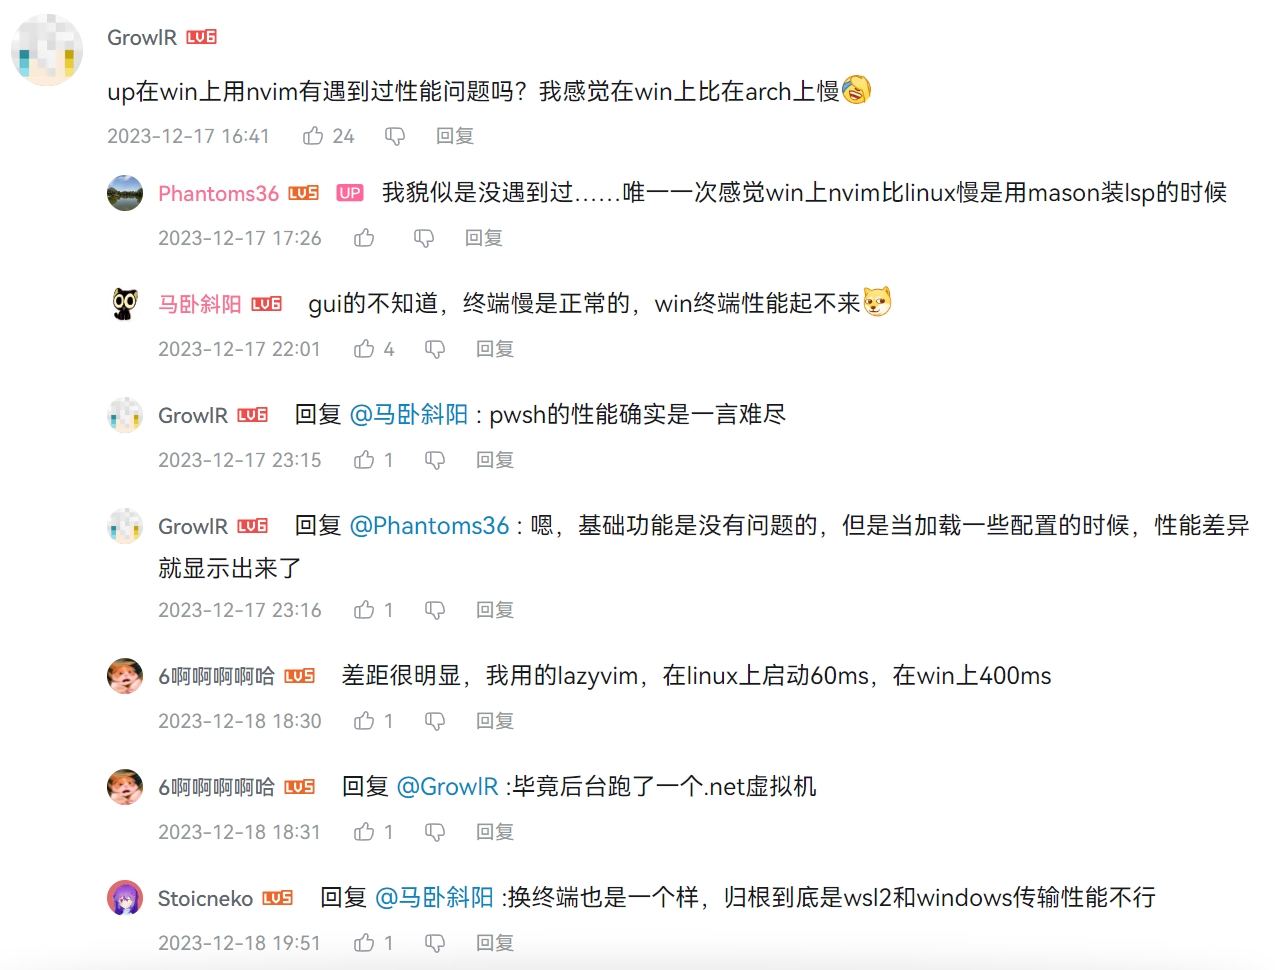 GrowlR LV6
up在win上用nvim有遇到过性能问题吗？我感觉在win上比在arch上慢
2023-12-17 16:41 24 回复
Phantoms36 LV5 UP 我貌似是没遇到过……唯一一次感觉win上nvim比linux慢是用mason装lsp的时候
2023-12-17 17:26 回复
马卧斜阳 LV6 gui的不知道，终端慢是正常的，win终端性能起不来
2023-12-17 22:01 4 回复
GrowlR LV6 回复 @马卧斜阳 : pwsh的性能确实是一言难尽
2023-12-17 23:15 1 回复
GrowlR LV6 回复 @Phantoms36 : 嗯，基础功能是没有问题的，但是当加载一些配置的时候，性能差异
就显示出来了
2023-12-17 23:16 1 回复
6啊啊啊啊哈 LV5 差距很明显，我用的lazyvim，在linux上启动60ms，在win上400ms
2023-12-18 18:30 1 回复
6啊啊啊啊哈 LV5 回复 @GrowlR :毕竟后台跑了一个.net虚拟机
2023-12-18 18:31 1 回复
Stoicneko LV5 回复 @马卧斜阳 :换终端也是一个样，归根到底是wsl2和windows传输性能不行
2023-12-18 19:51 1 回复